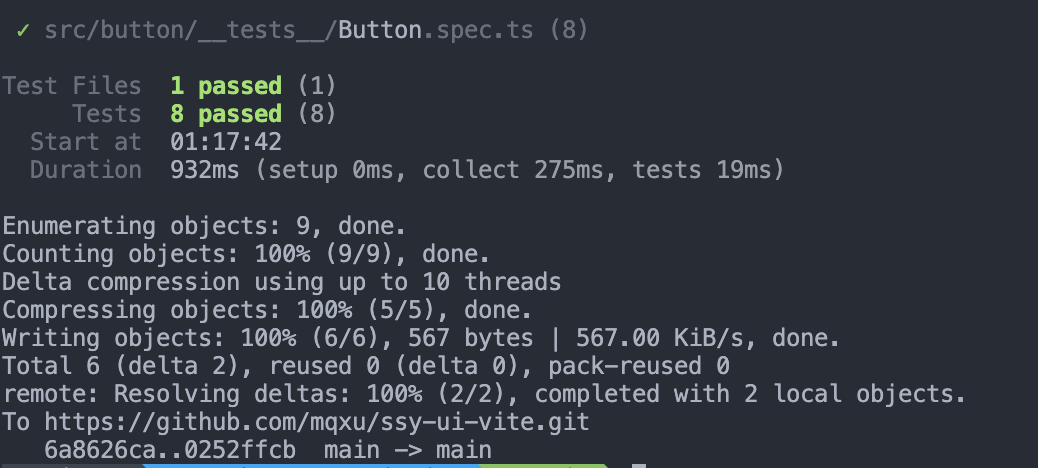 ✓ src/button/__tests__/Button.spec.ts (8)
Test Files 1 passed (1)
Tests 8 passed (8)
Start at 01:17:42
Duration 932ms (setup 0ms, collect 275ms, tests 19ms)
Enumerating objects: 9, done.
Counting objects: 100% (9/9), done.
Delta compression using up to 10 threads
Compressing objects: 100% (5/5), done.
Writing objects: 100% (6/6), 567 bytes | 567.00 KiB/s, done.
Total 6 (delta 2), reused 0 (delta 0), pack-reused 0
remote: Resolving deltas: 100% (2/2), completed with 2 local objects.
To https://github.com/mqxu/ssy-ui-vite.git
6a8626ca..0252ffcb main -> main